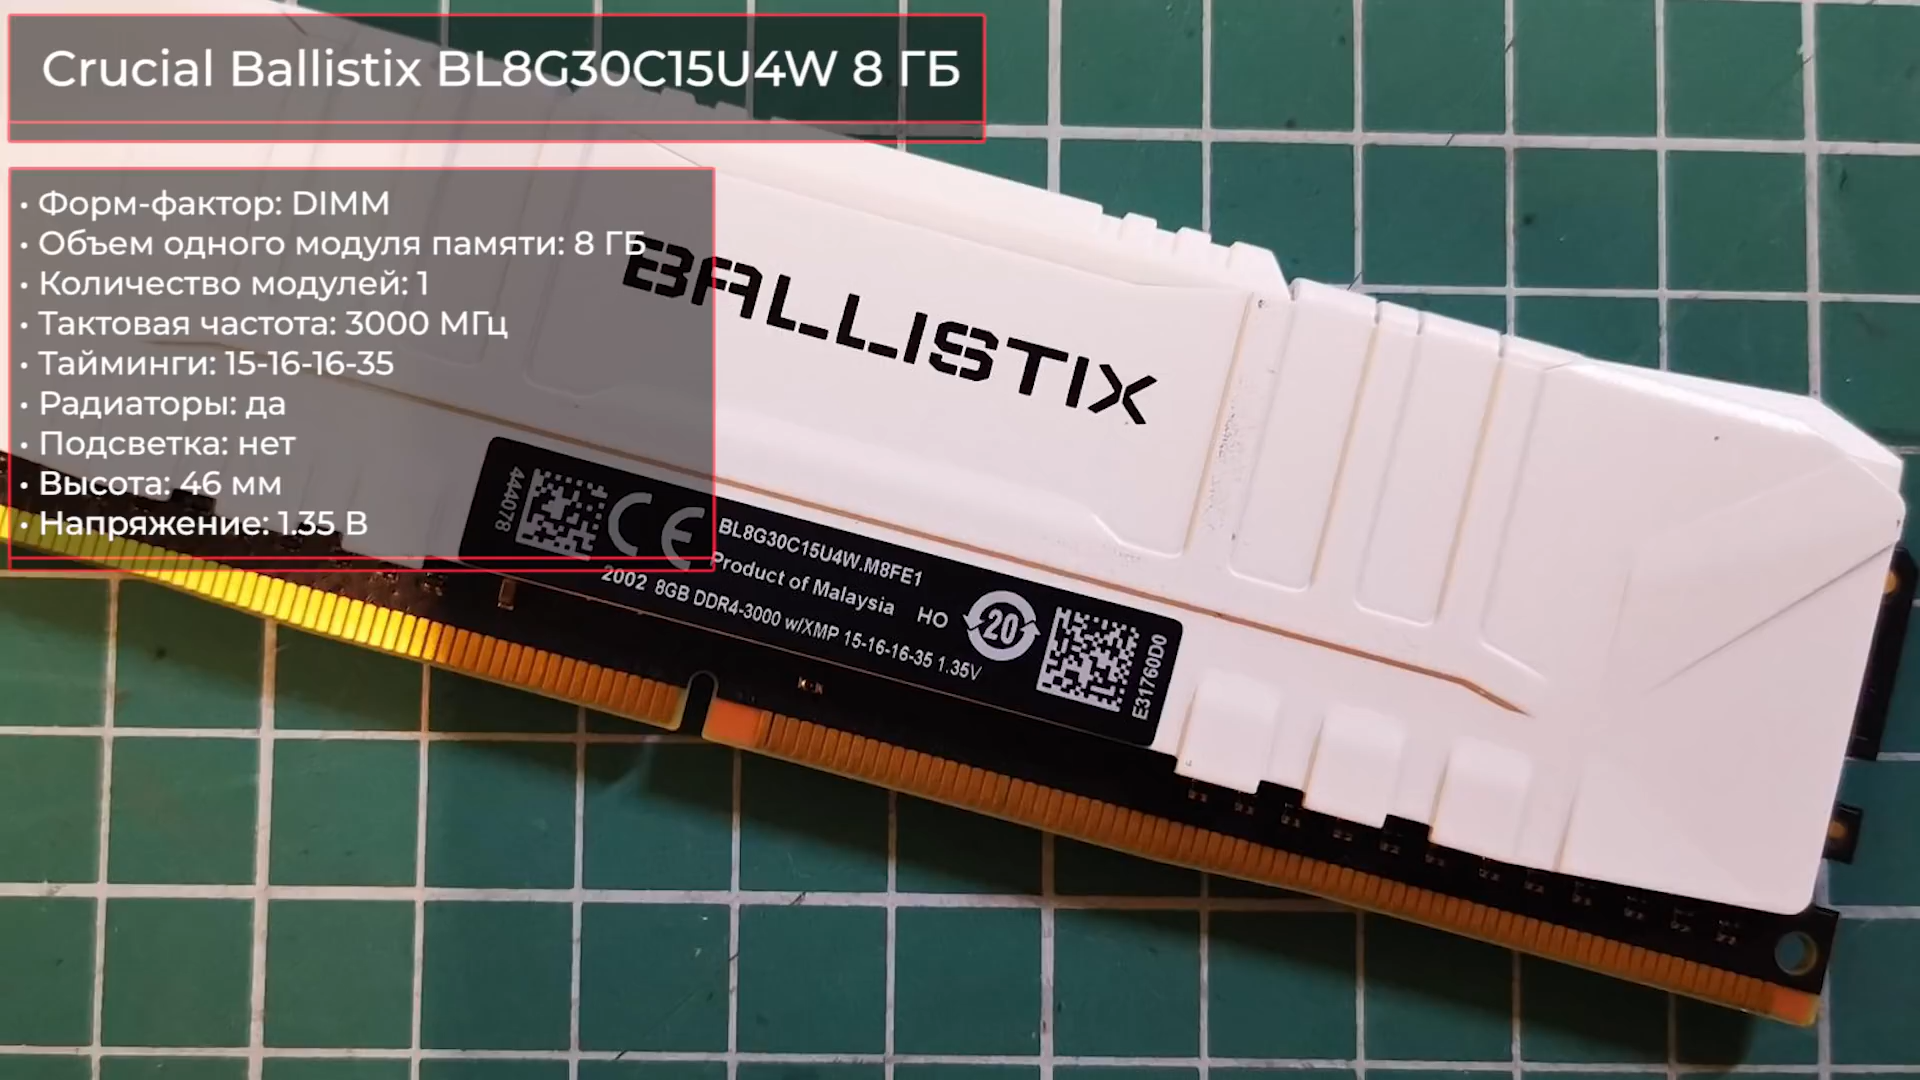 Crucial Ballistix BL8G30C15U4W 8 ГБ
• Форм-фактор: DIMM
• Объем одного модуля памяти: 8 ГБ
• Количество модулей: 1
• Тактовая частота: 3000 МГц
• Тайминги: 15-16-16-35
• Радиаторы: да
• Подсветка: нет
• Высота: 46 мм
• Напряжение: 1.35 В
BALLISTIX
444078
CE
BL8G30C15U4W.M8FE1
Product of Malaysia HO
20
2002 8GB DDR4-3000 w/XMP 15-16-16-35 1.35V
E31760D0